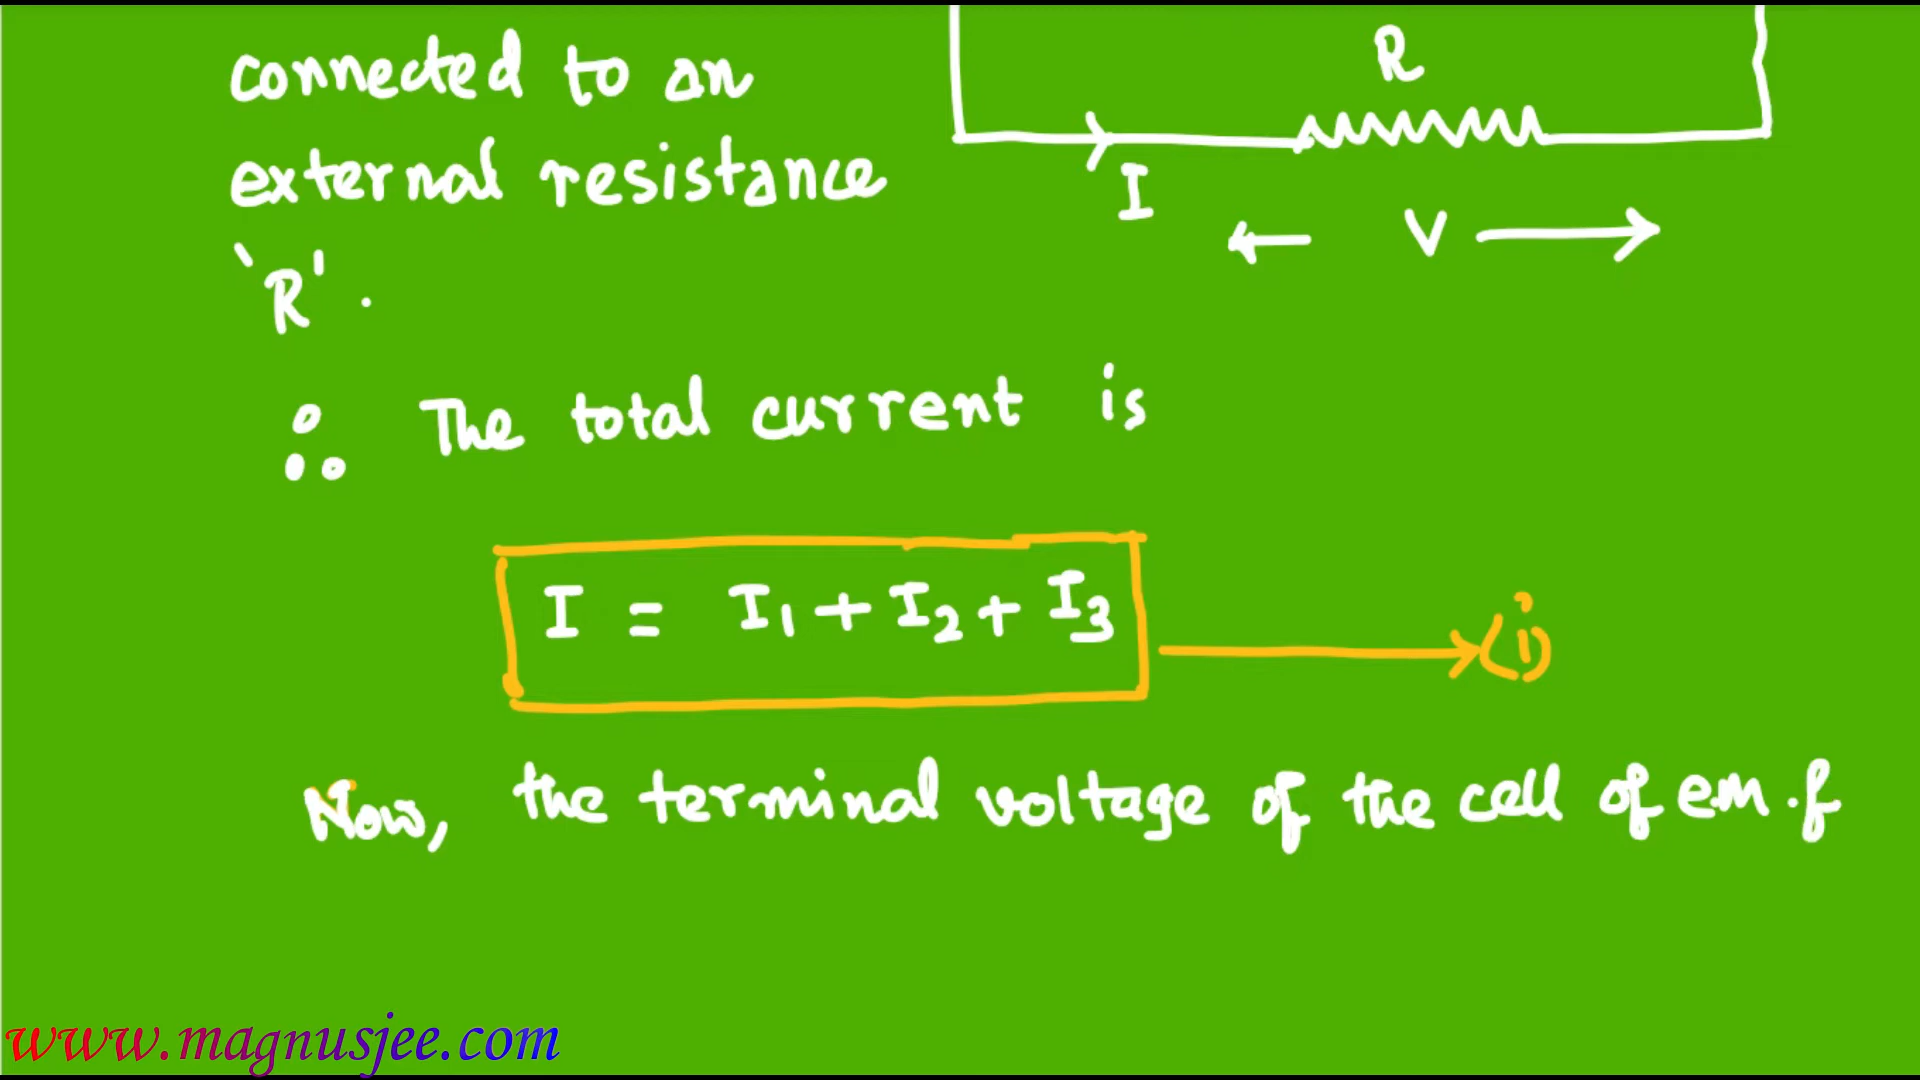 connected to an
external resistance
'R'.
R
I
← V →
∴ The total current is
I = I₁ + I₂ + I₃ → (i)
Now, the terminal voltage of the cell of e.m.f
www.magnusjee.com